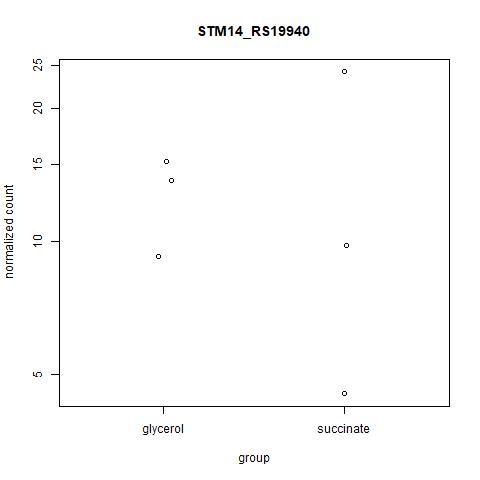 STM14_RS19940
normalized count
25
20
15
10
5
glycerol
succinate
group